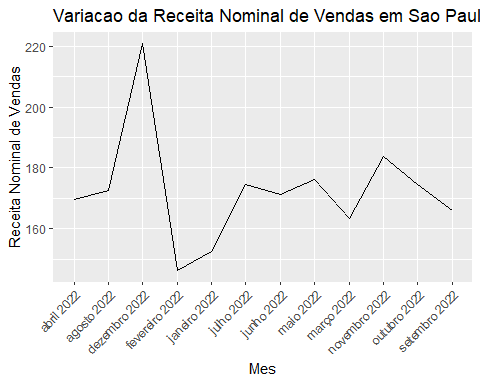 Variacao da Receita Nominal de Vendas em Sao Paul
Receita Nominal de Vendas
220
200
180
160
abril 2022
agosto 2022
dezembro 2022
fevereiro 2022
janeiro 2022
julho 2022
junho 2022
maio 2022
março 2022
novembro 2022
outubro 2022
setembro 2022
Mes